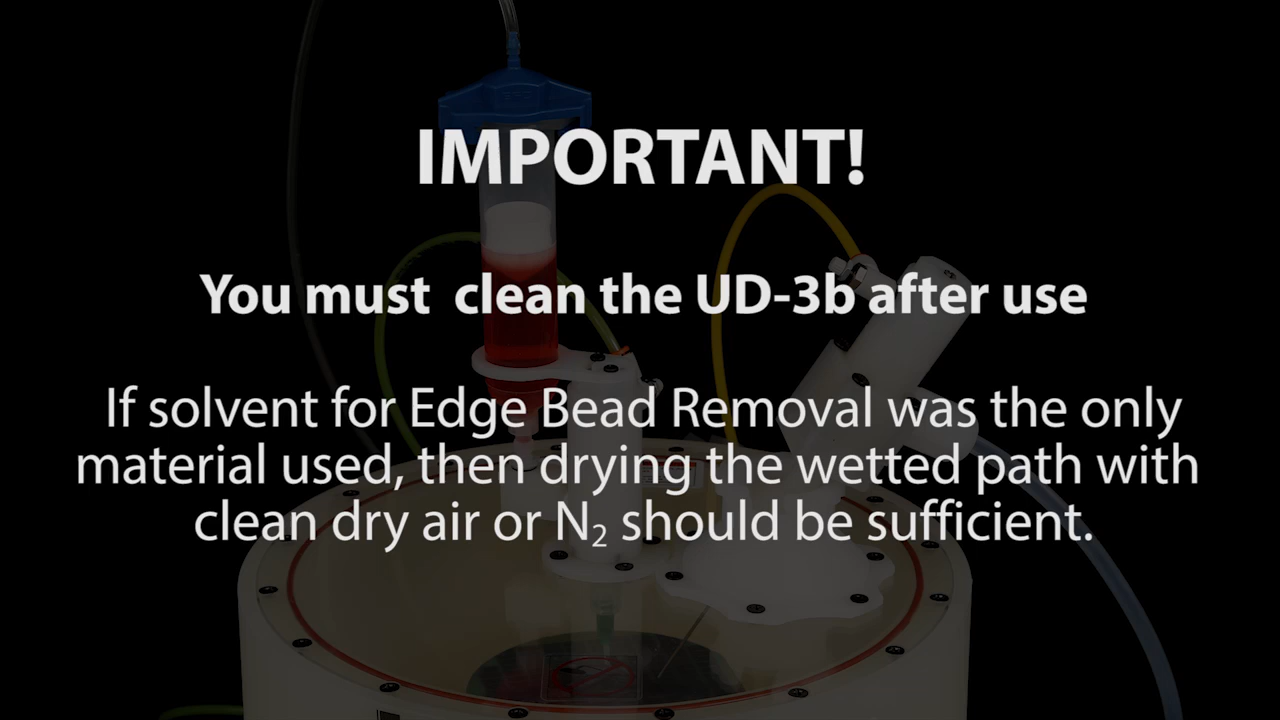 IMPORTANT!
You must  clean the UD-3b after use
If solvent for Edge Bead Removal was the only
material used, then drying the wetted path with
clean dry air or N₂ should be sufficient.